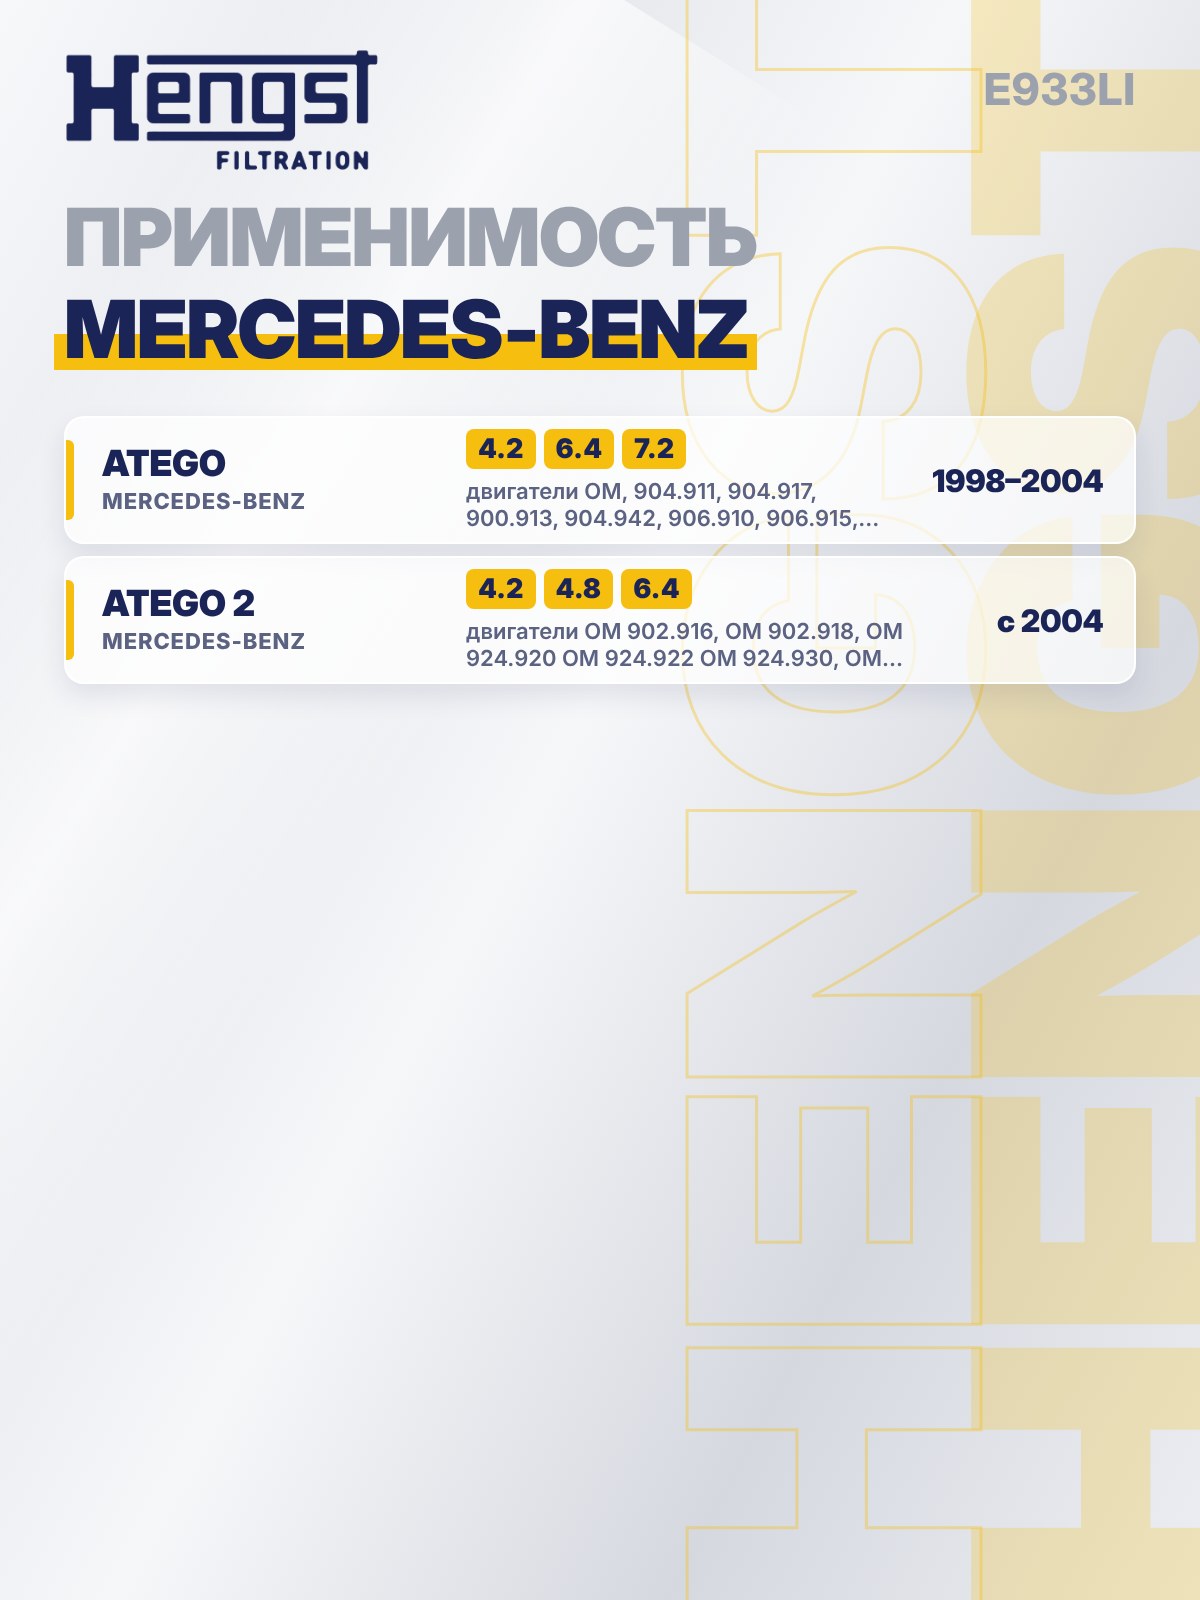 Hengst
FILTRATION
E933LI
ПРИМЕНИМОСТЬ
MERCEDES-BENZ
ATEGO
MERCEDES-BENZ
4.2 6.4 7.2
двигатели OM, 904.911, 904.917,
900.913, 904.942, 906.910, 906.915,...
1998–2004
ATEGO 2
MERCEDES-BENZ
4.2 4.8 6.4
двигатели OM 902.916, OM 902.918, OM
924.920 OM 924.922 OM 924.930, OM...
с 2004
HENGST
HENGST